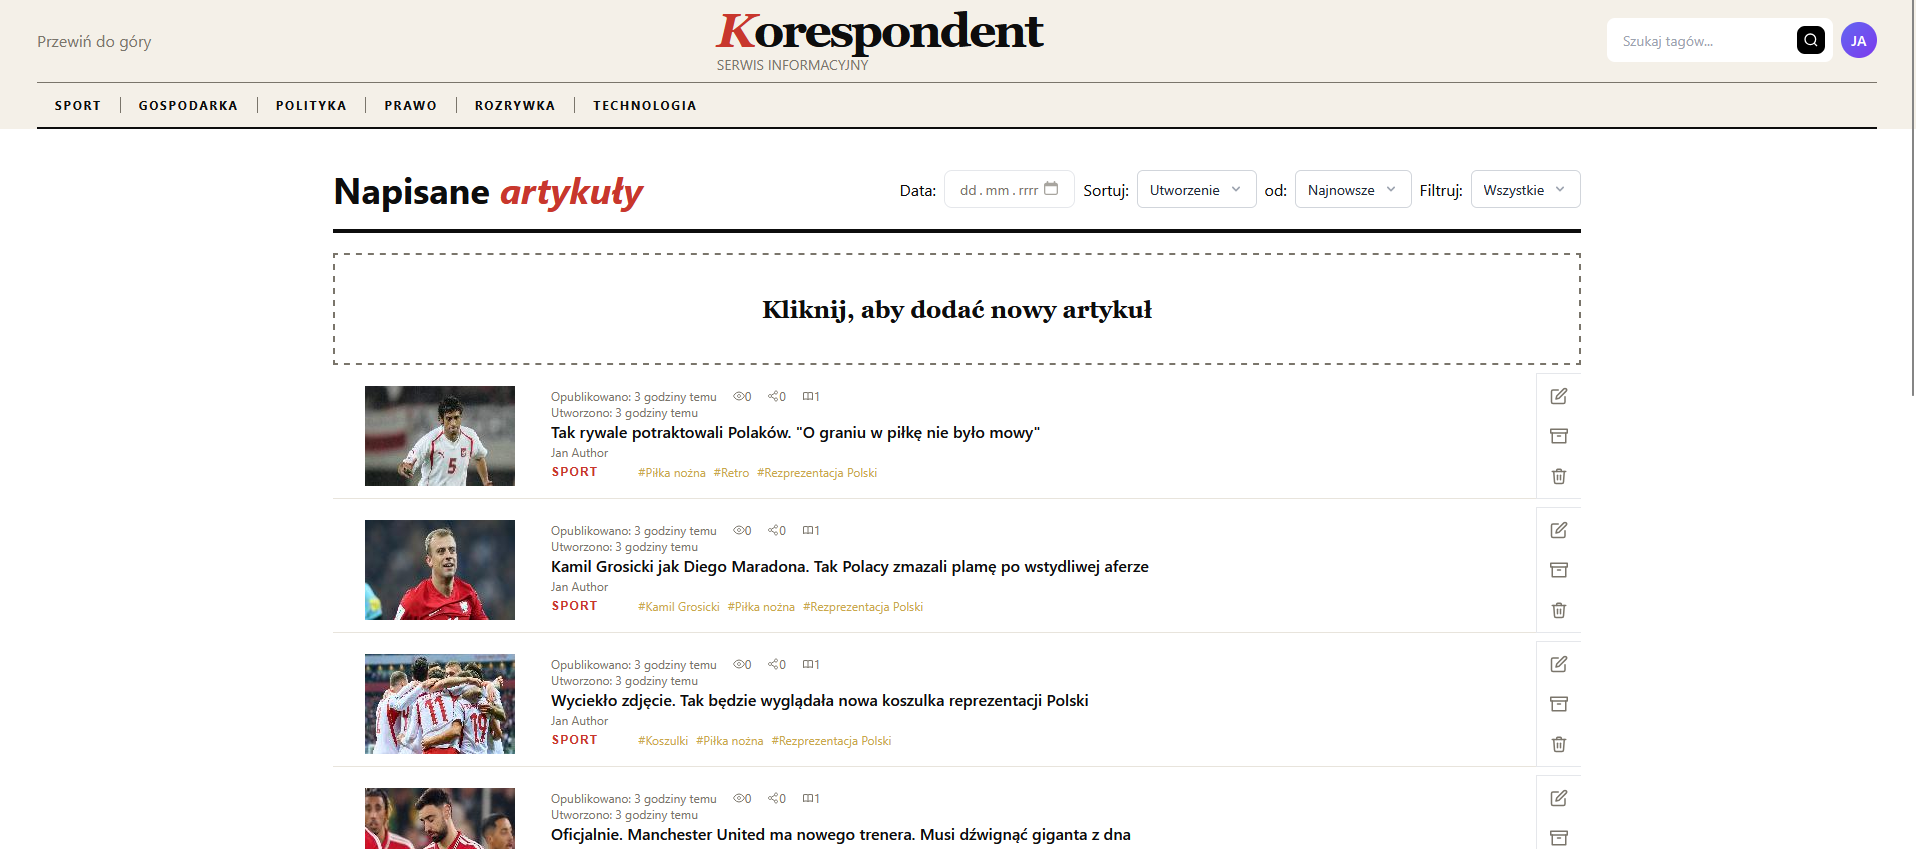 Przewiń do góry
Korespondent
SERWIS INFORMACYJNY
Szukaj tagów...
JA
SPORT
GOSPODARKA
POLITYKA
PRAWO
ROZRYWKA
TECHNOLOGIA
Napisane artykuły
Data: dd.mm.rrrr Sortuj: Utworzenie od: Najnowsze Filtruj: Wszystkie
Kliknij, aby dodać nowy artykuł
Opublikowano: 3 godziny temu 0 0 1
Utworzono: 3 godziny temu
Tak rywale potraktowali Polaków. "O graniu w piłkę nie było mowy"
Jan Author
SPORT #Piłka nożna #Retro #Rezprezentacja Polski
Opublikowano: 3 godziny temu 0 0 1
Utworzono: 3 godziny temu
Kamil Grosicki jak Diego Maradona. Tak Polacy zmazali plamę po wstydliwej aferze
Jan Author
SPORT #Kamil Grosicki #Piłka nożna #Rezprezentacja Polski
Opublikowano: 3 godziny temu 0 0 1
Utworzono: 3 godziny temu
Wyciekło zdjęcie. Tak będzie wyglądała nowa koszulka reprezentacji Polski
Jan Author
SPORT #Koszulki #Piłka nożna #Rezprezentacja Polski
Opublikowano: 3 godziny temu 0 0 1
Utworzono: 3 godziny temu
Oficjalnie. Manchester United ma nowego trenera. Musi dźwignąć giganta z dna
5
11
19